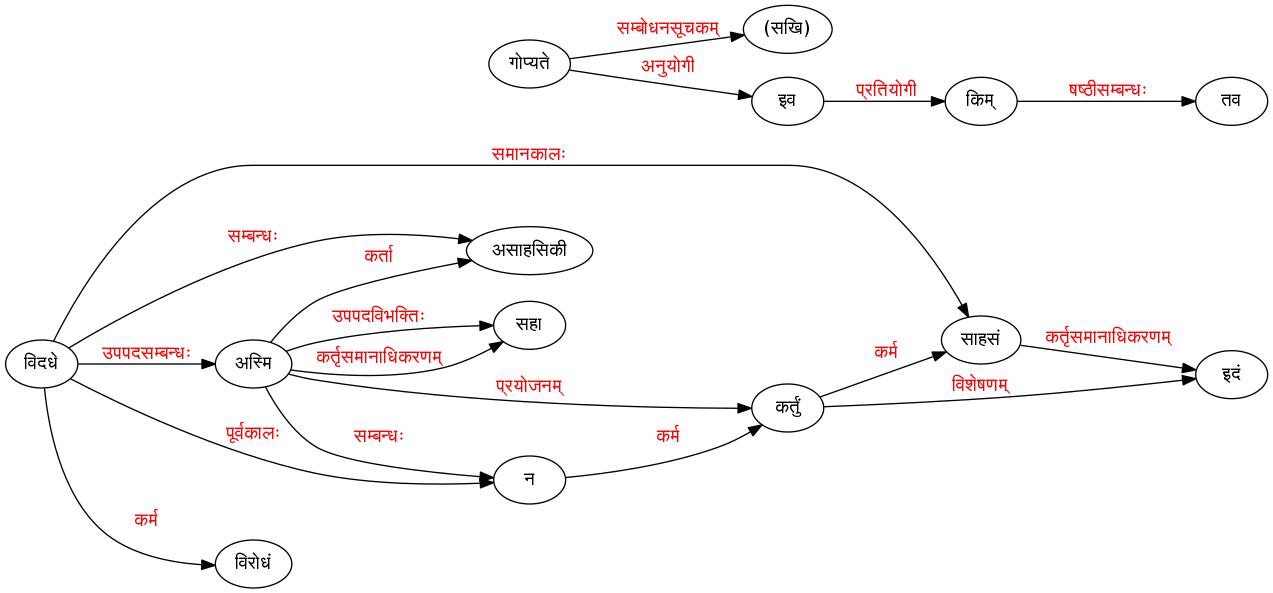 सम्बोधनसूचकम्
(सखि)
गोप्यते
अनुयोगी
इव
प्रतियोगी
किम्
षष्ठीसम्बन्धः
तव
समानकालः
सम्बन्धः
असाहसिकी
कर्ता
उपपदविभक्तिः
सहा
साहसं
कर्तृसमानाधिकरणम्
विदधे
उपपदसम्बन्धः
अस्मि
कर्तृसमानाधिकरणम्
कर्म
इदं
प्रयोजनम्
विशेषणम्
कर्तुं
पूर्वकालः
सम्बन्धः
कर्म
न
कर्म
विरोधं